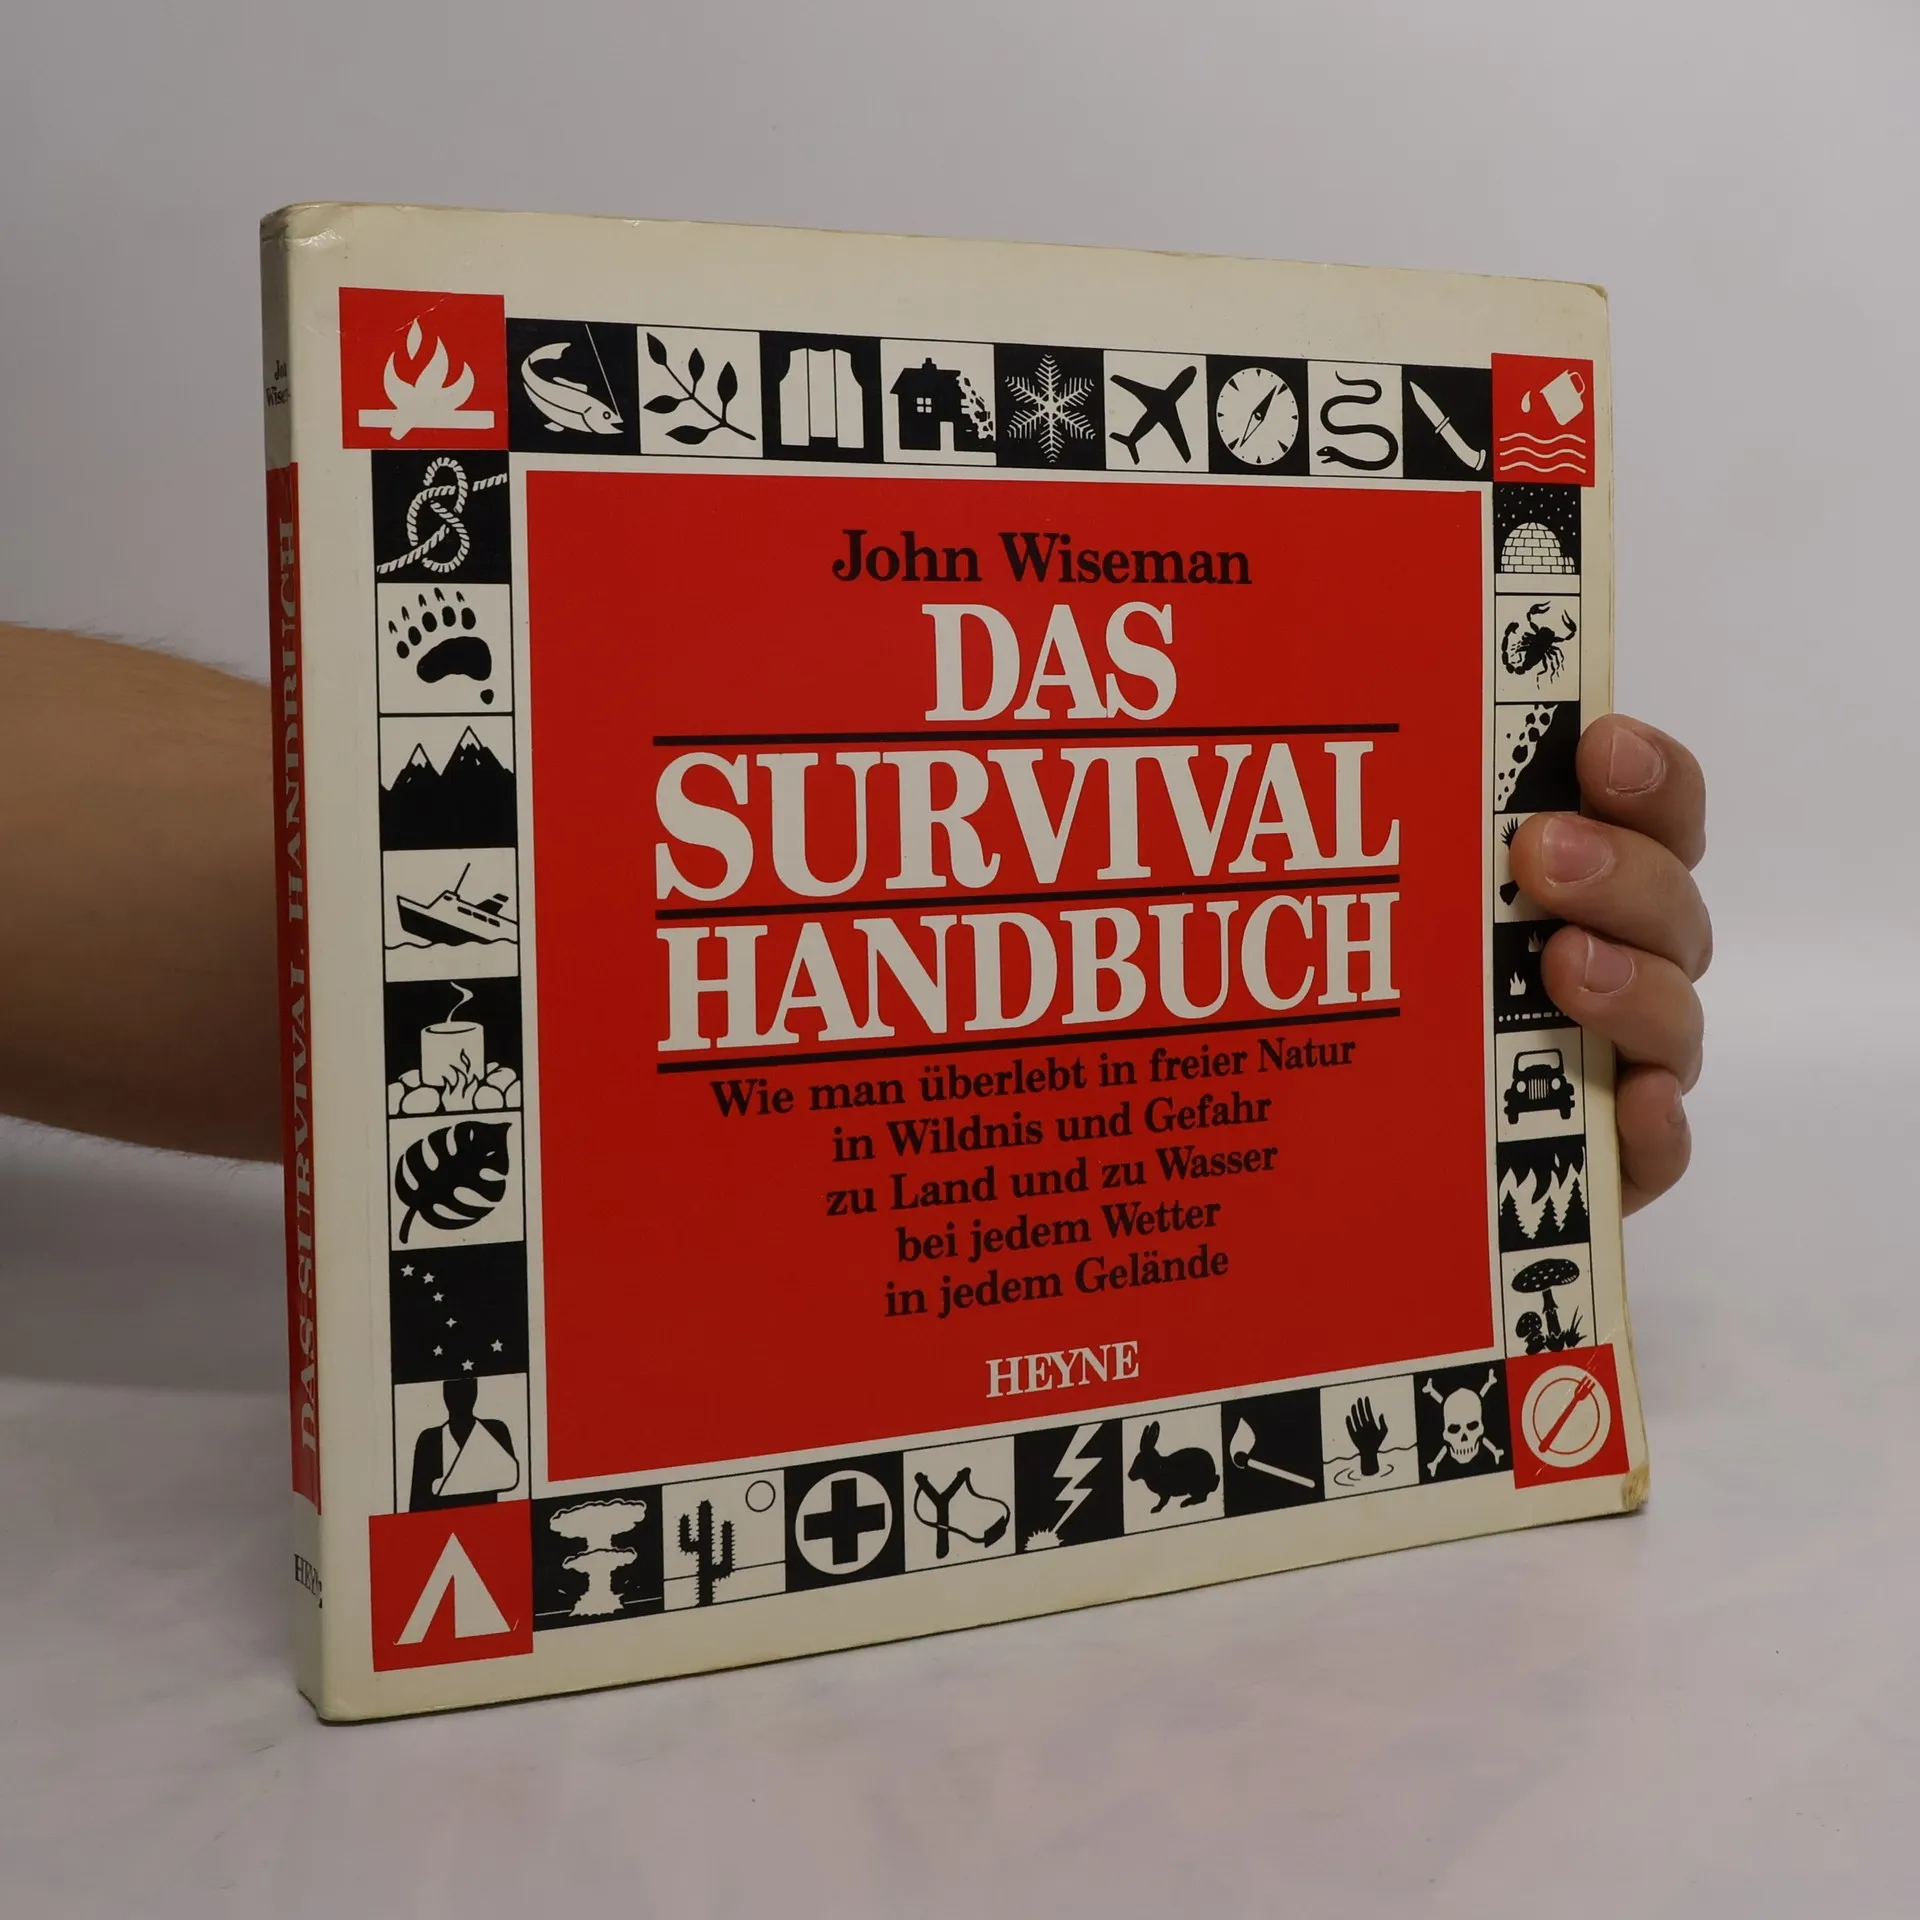 John Wiseman
DAS
SURVIVAL
HANDBUCH
Wie man überlebt in freier Natur
in Wildnis und Gefahr
zu Land und zu Wasser
bei jedem Wetter
in jedem Gelände
HEYNE
DAS SURVIVAL HANDBUCH